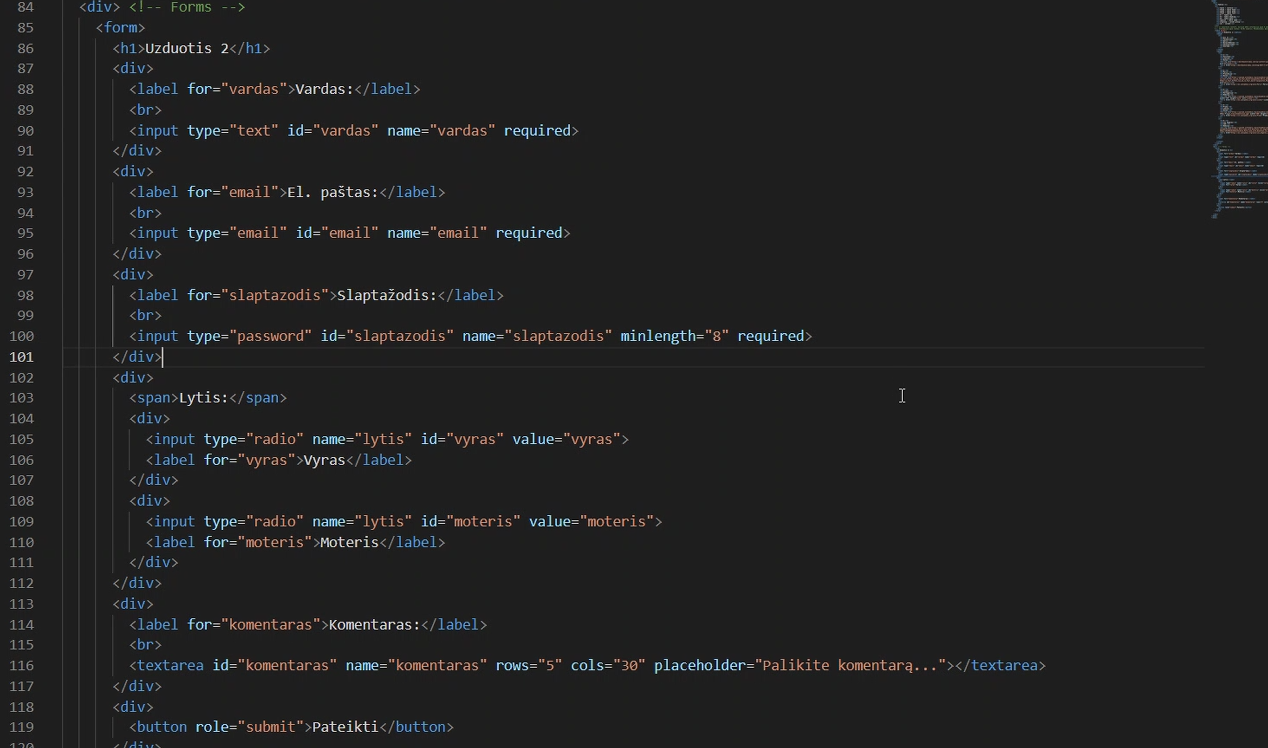 84 <div> <!-- Forms -->
85 <form>
86 <h1>Uzduotis 2</h1>
87 <div>
88 <label for="vardas">Vardas:</label>
89 <br>
90 <input type="text" id="vardas" name="vardas" required>
91 </div>
92 <div>
93 <label for="email">El. paštas:</label>
94 <br>
95 <input type="email" id="email" name="email" required>
96 </div>
97 <div>
98 <label for="slaptazodis">Slaptažodis:</label>
99 <br>
100 <input type="password" id="slaptazodis" name="slaptazodis" minlength="8" required>
101 </div>
102 <div>
103 <span>Lytis:</span>
104 <div>
105 <input type="radio" name="lytis" id="vyras" value="vyras">
106 <label for="vyras">Vyras</label>
107 </div>
108 <div>
109 <input type="radio" name="lytis" id="moteris" value="moteris">
110 <label for="moteris">Moteris</label>
111 </div>
112 </div>
113 <div>
114 <label for="komentaras">Komentaras:</label>
115 <br>
116 <textarea id="komentaras" name="komentaras" rows="5" cols="30" placeholder="Palikite komentarą..."></textarea>
117 </div>
118 <div>
119 <button role="submit">Pateikti</button>
120 </div>